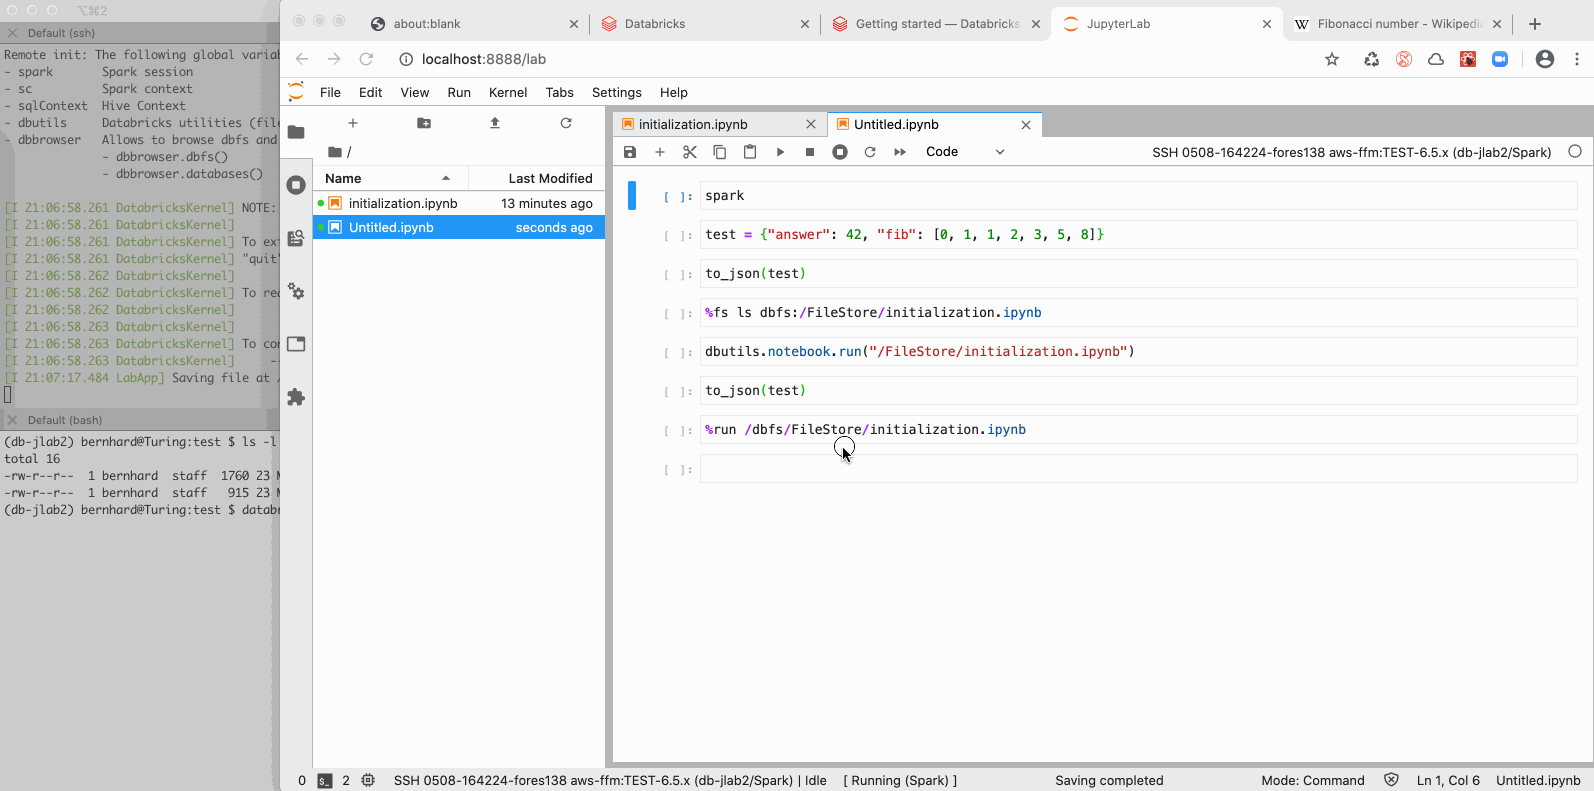 ⌥⌘2
Default (ssh)
Remote init: The following global
- spark Spark session
- sc Spark context
- sqlContext Hive Context
- dbutils Databricks utilities
- dbbrowser Allows to browse dbfs and
- dbbrowser.dbfs()
- dbbrowser.databases()
[I 21:06:58.261 DatabricksKernel] NOTE:
[I 21:06:58.261 DatabricksKernel]
[I 21:06:58.261 DatabricksKernel] To
[I 21:06:58.261 DatabricksKernel] "quit"
[I 21:06:58.262 DatabricksKernel]
[I 21:06:58.262 DatabricksKernel] To
[I 21:06:58.262 DatabricksKernel]
[I 21:06:58.263 DatabricksKernel]
[I 21:06:58.263 DatabricksKernel] To
[I 21:06:58.263 DatabricksKernel] --
[I 21:07:17.484 LabApp] Saving file at /
Default (bash)
(db-jlab2) bernhard@Turing:test $ ls -l
total 16
-rw-r--r-- 1 bernhard staff 1760 23
-rw-r--r-- 1 bernhard staff 915 23
(db-jlab2) bernhard@Turing:test $
about:blank
Databricks
Getting started — Databricks
JupyterLab
Fibonacci number - Wikipedia
localhost:8888/lab
File Edit View Run Kernel Tabs Settings Help
/
Name Last Modified
initialization.ipynb 13 minutes ago
Untitled.ipynb seconds ago
initialization.ipynb
Untitled.ipynb
Code
SSH 0508-164224-fores138 aws-ffm:TEST-6.5.x (db-jlab2/Spark)
[ ]: spark
[ ]: test = {"answer": 42, "fib": [0, 1, 1, 2, 3, 5, 8]}
[ ]: to_json(test)
[ ]: %fs ls dbfs:/FileStore/initialization.ipynb
[ ]: dbutils.notebook.run("/FileStore/initialization.ipynb")
[ ]: to_json(test)
[ ]: %run /dbfs/FileStore/initialization.ipynb
[ ]:
0 2 SSH 0508-164224-fores138 aws-ffm:TEST-6.5.x (db-jlab2/Spark) | Idle [ Running (Spark) ] Saving completed Mode: Command Ln 1, Col 6 Untitled.ipynb